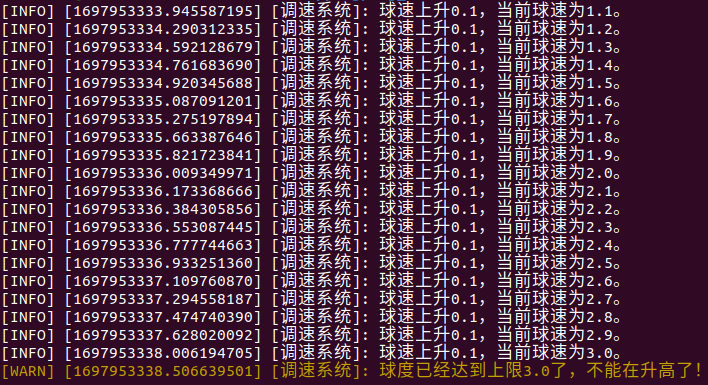 [INFO] [1697953333.945587195] [调速系统]: 球速上升0.1，当前球速为1.1。
[INFO] [1697953334.290312335] [调速系统]: 球速上升0.1，当前球速为1.2。
[INFO] [1697953334.592128679] [调速系统]: 球速上升0.1，当前球速为1.3。
[INFO] [1697953334.761683690] [调速系统]: 球速上升0.1，当前球速为1.4。
[INFO] [1697953334.920345688] [调速系统]: 球速上升0.1，当前球速为1.5。
[INFO] [1697953335.087091201] [调速系统]: 球速上升0.1，当前球速为1.6。
[INFO] [1697953335.275197894] [调速系统]: 球速上升0.1，当前球速为1.7。
[INFO] [1697953335.663387646] [调速系统]: 球速上升0.1，当前球速为1.8。
[INFO] [1697953335.821723841] [调速系统]: 球速上升0.1，当前球速为1.9。
[INFO] [1697953336.009349971] [调速系统]: 球速上升0.1，当前球速为2.0。
[INFO] [1697953336.173368666] [调速系统]: 球速上升0.1，当前球速为2.1。
[INFO] [1697953336.384305856] [调速系统]: 球速上升0.1，当前球速为2.2。
[INFO] [1697953336.553087445] [调速系统]: 球速上升0.1，当前球速为2.3。
[INFO] [1697953336.777744663] [调速系统]: 球速上升0.1，当前球速为2.4。
[INFO] [1697953336.933251360] [调速系统]: 球速上升0.1，当前球速为2.5。
[INFO] [1697953337.109760870] [调速系统]: 球速上升0.1，当前球速为2.6。
[INFO] [1697953337.294558187] [调速系统]: 球速上升0.1，当前球速为2.7。
[INFO] [1697953337.474740390] [调速系统]: 球速上升0.1，当前球速为2.8。
[INFO] [1697953337.628020092] [调速系统]: 球速上升0.1，当前球速为2.9。
[INFO] [1697953338.006194705] [调速系统]: 球速上升0.1，当前球速为3.0。
[WARN] [1697953338.506639501] [调速系统]: 球度已经达到上限3.0了，不能在升高了！